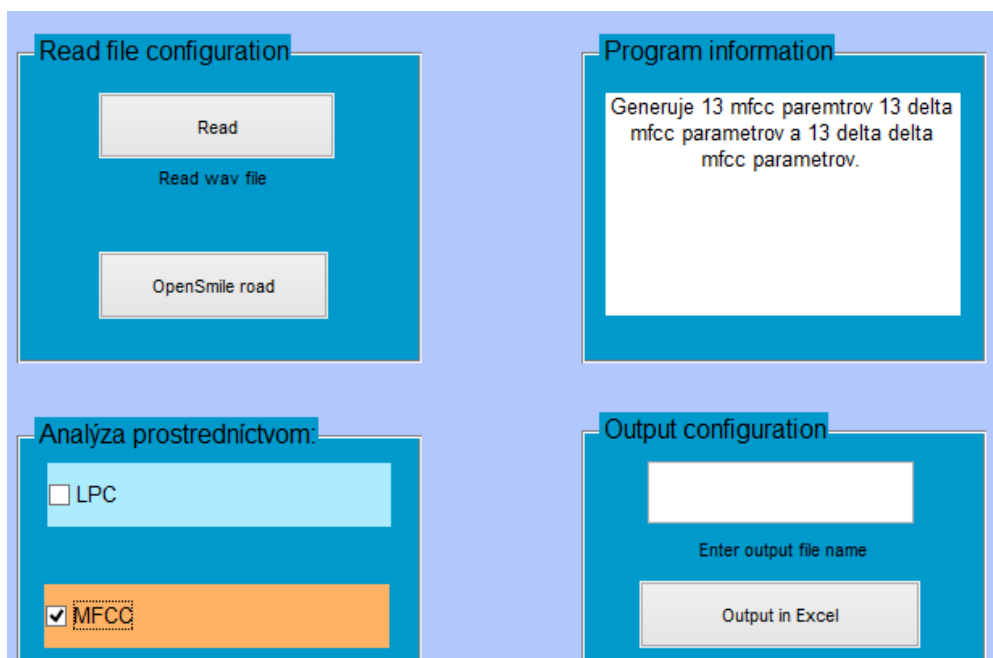 Read file configuration
Read
Read wav file
OpenSmile road
Program information
Generuje 13 mfcc paremtrov 13 delta
mfcc parametrov a 13 delta delta
mfcc parametrov.
Analýza prostredníctvom:
LPC
MFCC
Output configuration
Enter output file name
Output in Excel